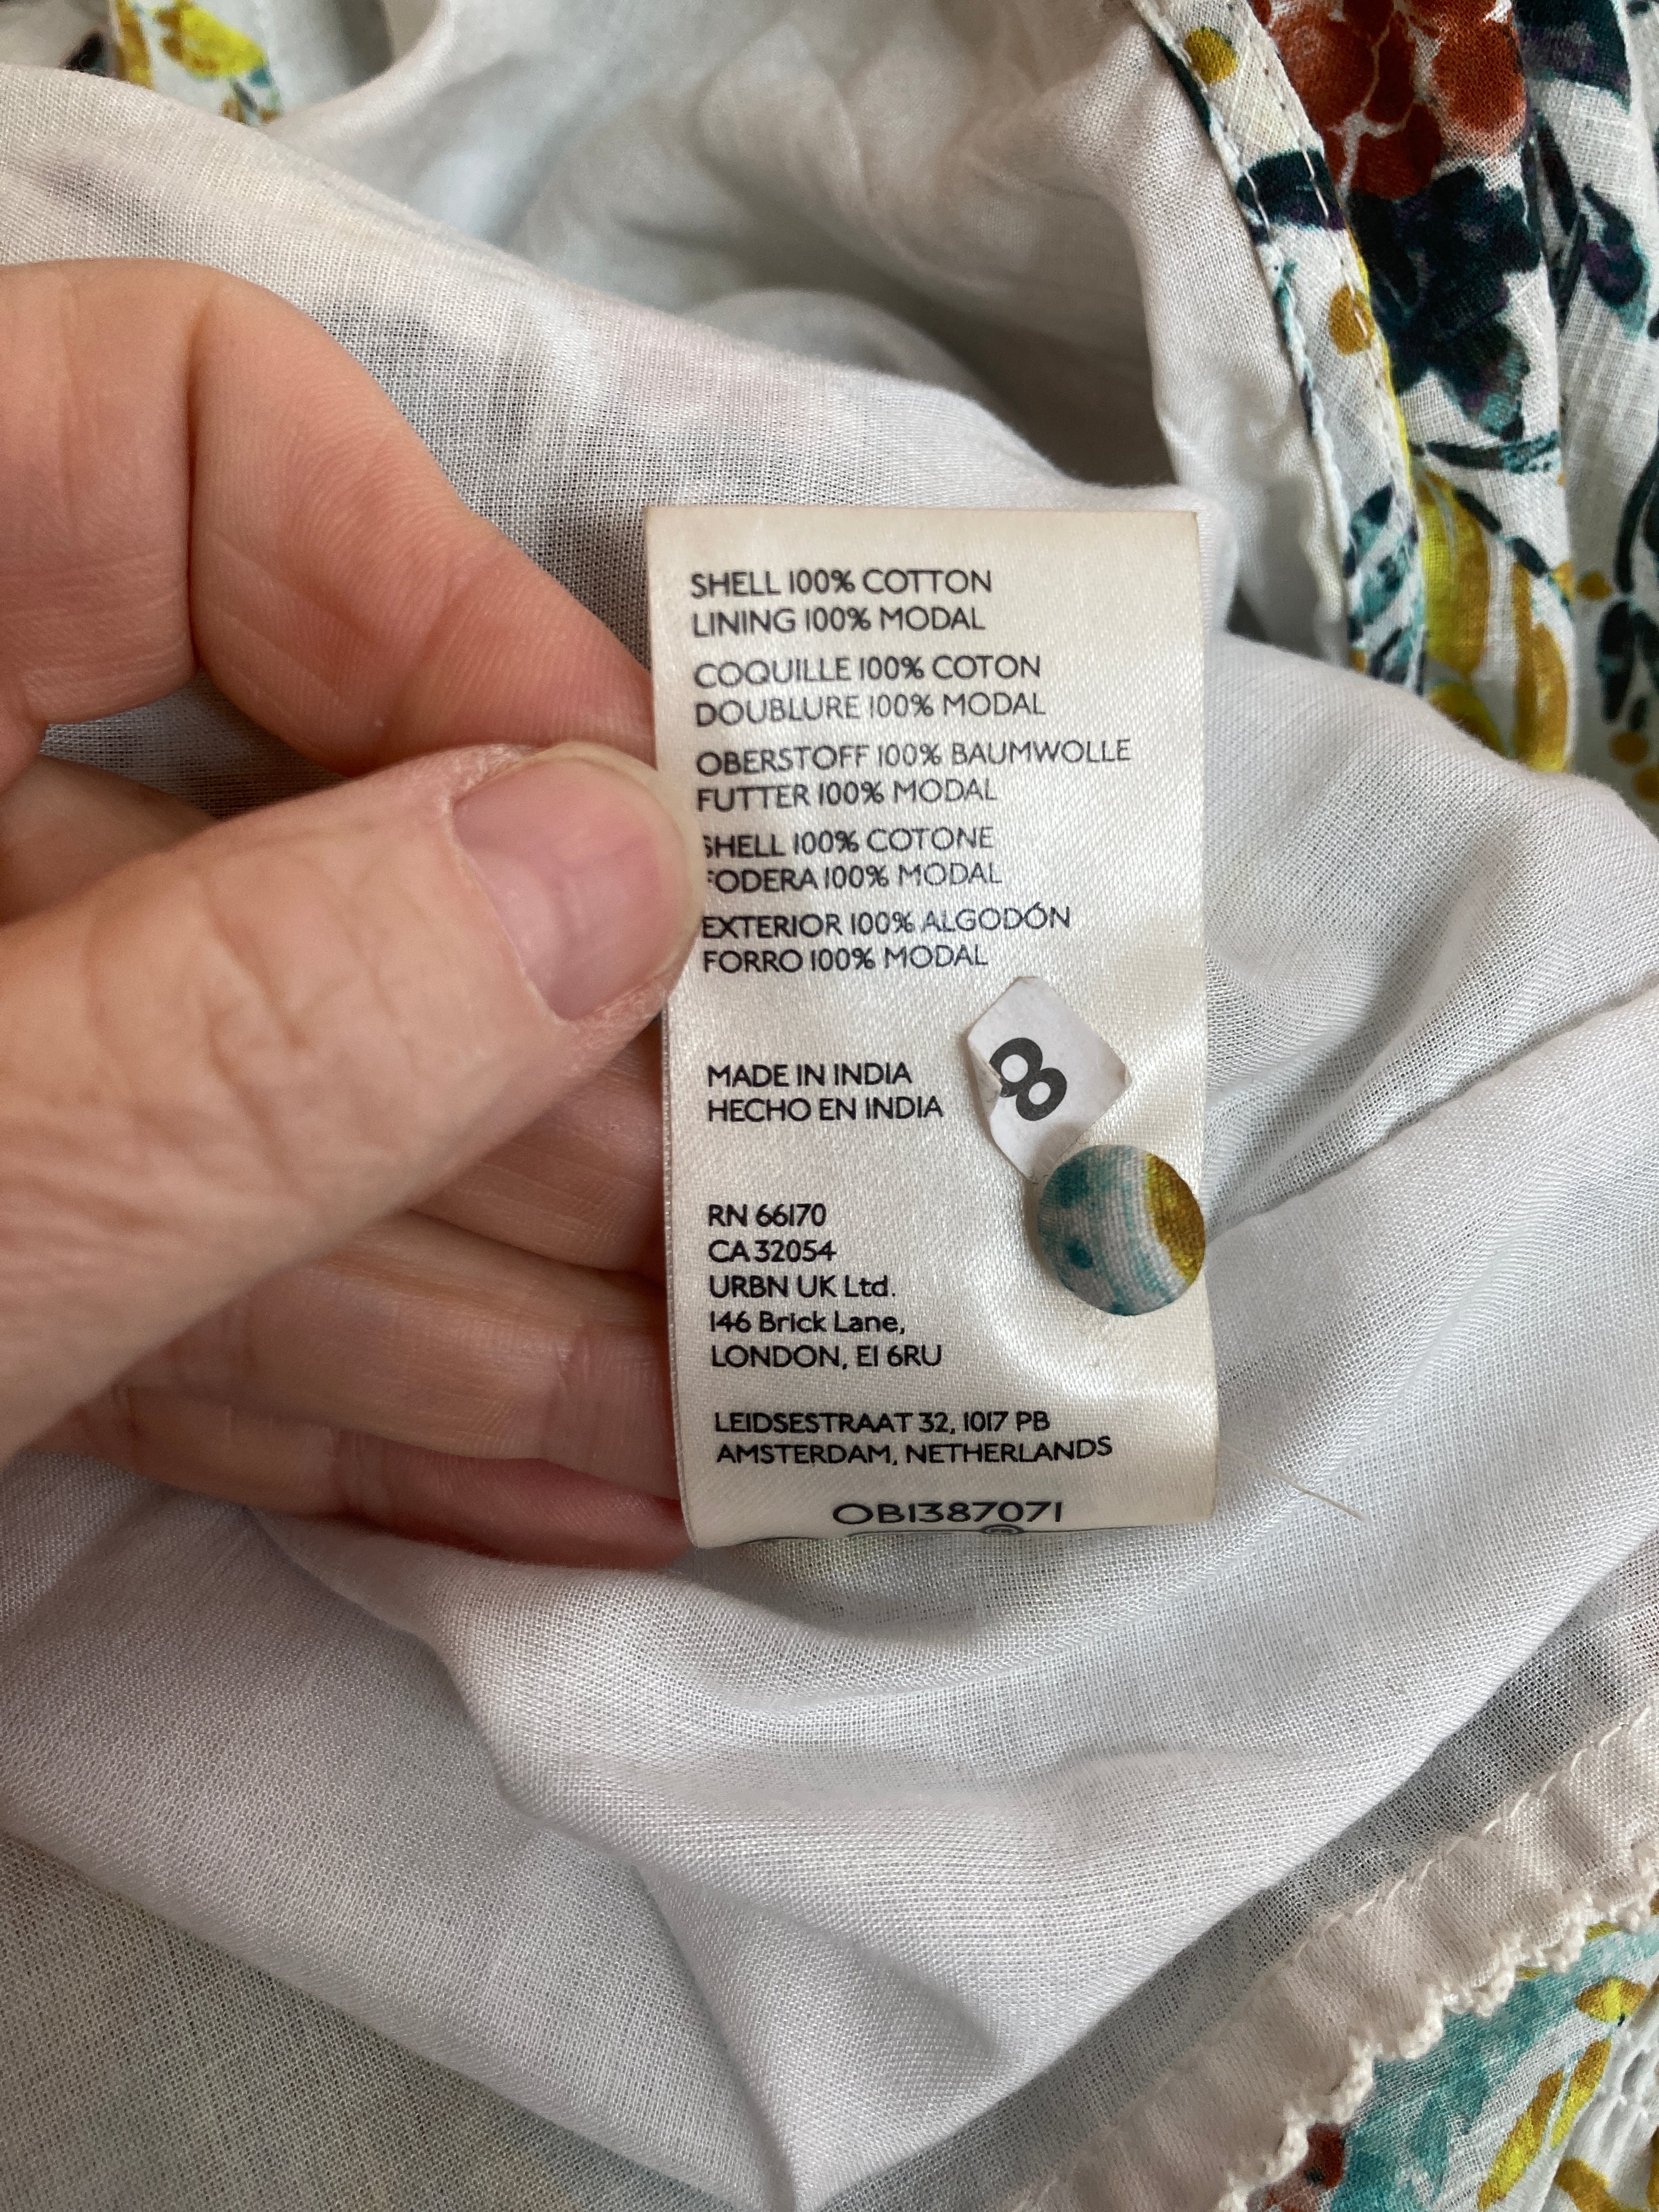 SHELL 100% COTTON
LINING 100% MODAL
COQUILLE 100% COTON
DOUBLURE 100% MODAL
OBERSTOFF 100% BAUMWOLLE
FUTTER 100% MODAL
SHELL 100% COTONE
FODERA 100% MODAL
EXTERIOR 100% ALGODÓN
FORRO 100% MODAL
8
MADE IN INDIA
HECHO EN INDIA
RN 66170
CA 32054
URBN UK Ltd.
146 Brick Lane,
LONDON, E1 6RU
LEIDSESTRAAT 32, 1017 PB
AMSTERDAM, NETHERLANDS
OB1387071